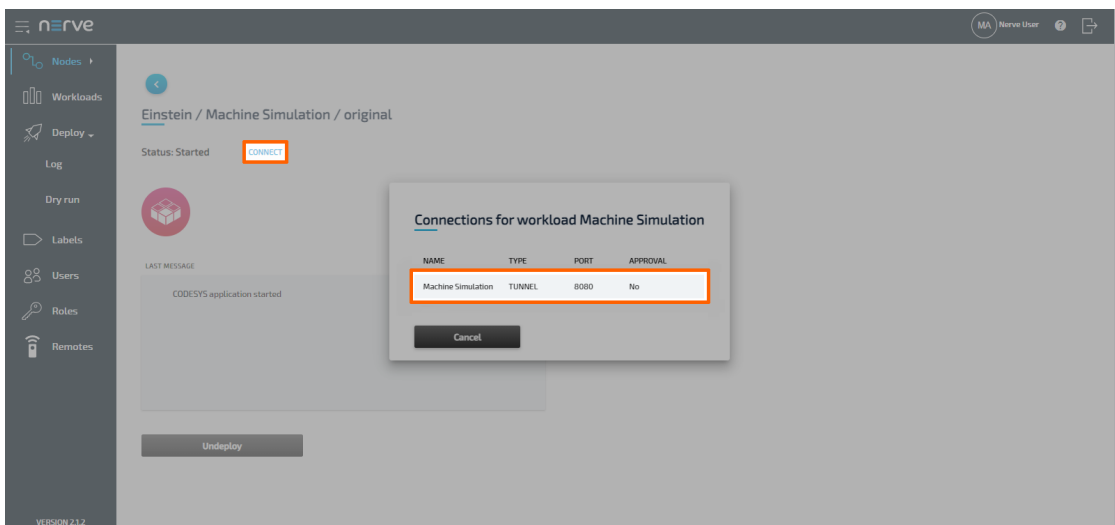 nerve
MA Nerve User
Nodes
Workloads
Deploy
Log
Dry run
Labels
Users
Roles
Remotes
VERSION 2.1.2
Einstein / Machine Simulation / original
Status: Started CONNECT
LAST MESSAGE
CODESYS application started
Undeploy
Connections for workload Machine Simulation
NAME TYPE PORT APPROVAL
Machine Simulation TUNNEL 8080 No
Cancel